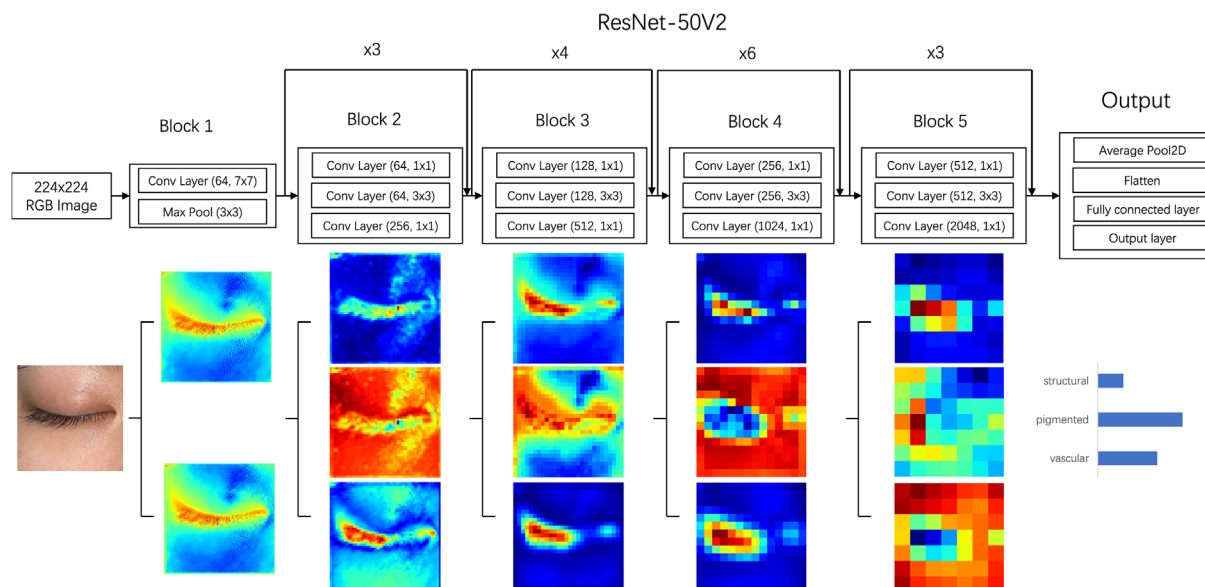 ResNet-50V2
x3
x4
x6
x3
Block 1
Block 2
Block 3
Block 4
Block 5
Output
224x224
RGB Image
Conv Layer (64, 7x7)
Max Pool (3x3)
Conv Layer (64, 1x1)
Conv Layer (64, 3x3)
Conv Layer (256, 1x1)
Conv Layer (128, 1x1)
Conv Layer (128, 3x3)
Conv Layer (512, 1x1)
Conv Layer (256, 1x1)
Conv Layer (256, 3x3)
Conv Layer (1024, 1x1)
Conv Layer (512, 1x1)
Conv Layer (512, 3x3)
Conv Layer (2048, 1x1)
Average Pool2D
Flatten
Fully connected layer
Output layer
structural
pigmented
vascular